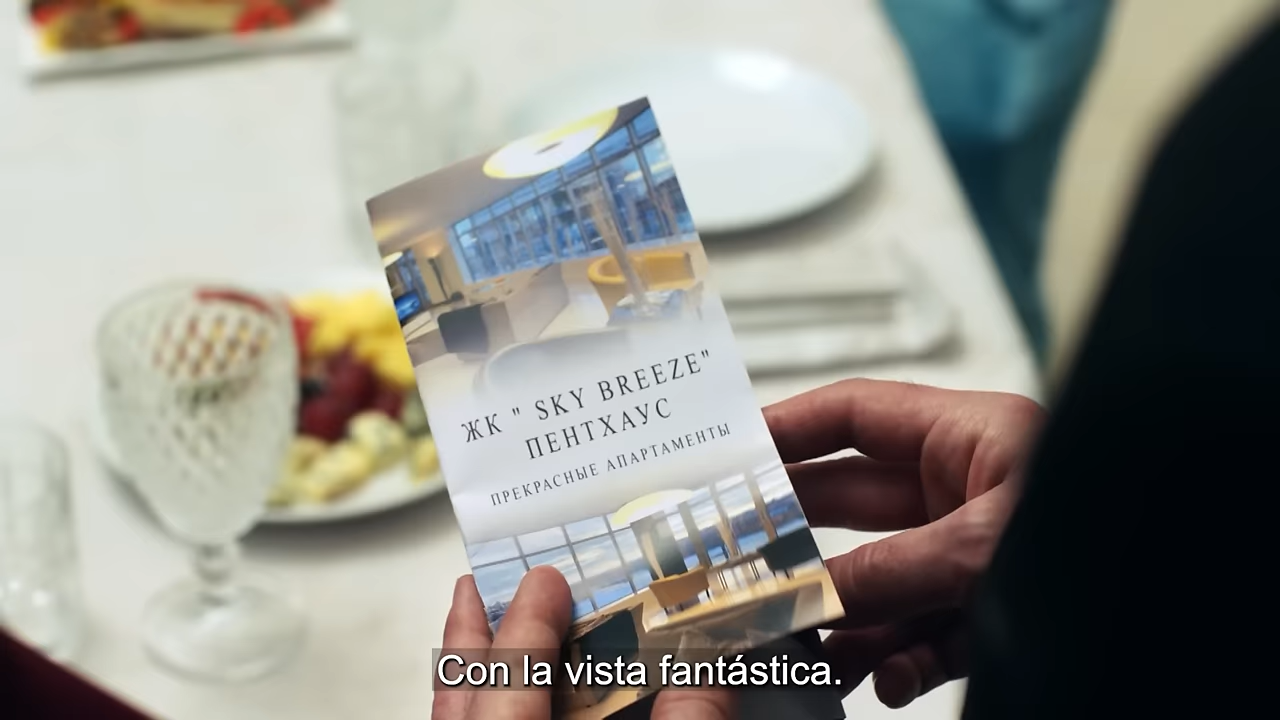 ЖК " SKY BREEZE"
ПЕНТХАУС
ПРЕКРАСНЫЕ АПАРТАМЕНТЫ
Con la vista fantástica.